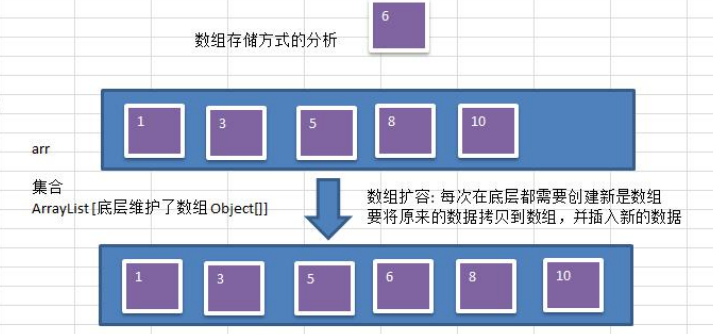 6
数组存储方式的分析
1 3 5 8 10
arr
集合
ArrayList [底层维护了数组 Object[]]
数组扩容: 每次在底层都需要创建新是数组
要将原来的数据拷贝到数组，并插入新的数据
1 3 5 6 8 10